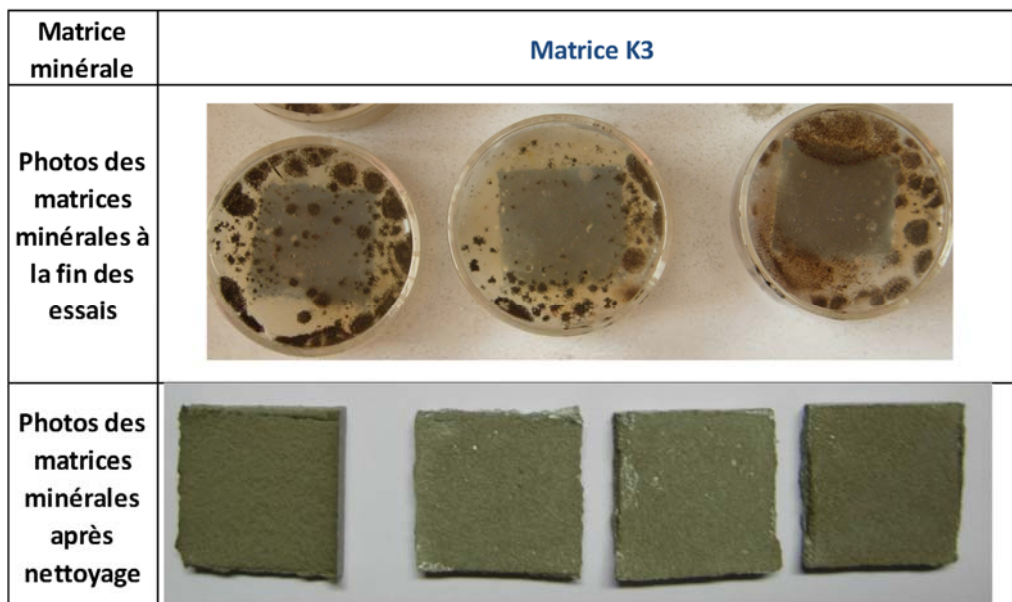 Matrice
minérale
Matrice K3
Photos des
matrices
minérales à
la fin des
essais
Photos des
matrices
minérales
après
nettoyage